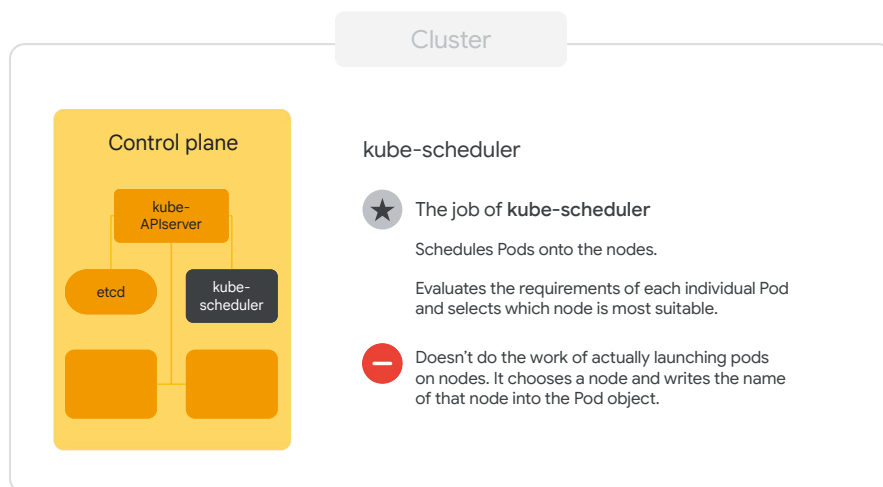 Cluster
Control plane
kube-
APIserver
etcd
kube-
scheduler
kube-scheduler
The job of kube-scheduler
Schedules Pods onto the nodes.
Evaluates the requirements of each individual Pod
and selects which node is most suitable.
Doesn’t do the work of actually launching pods
on nodes. It chooses a node and writes the name
of that node into the Pod object.